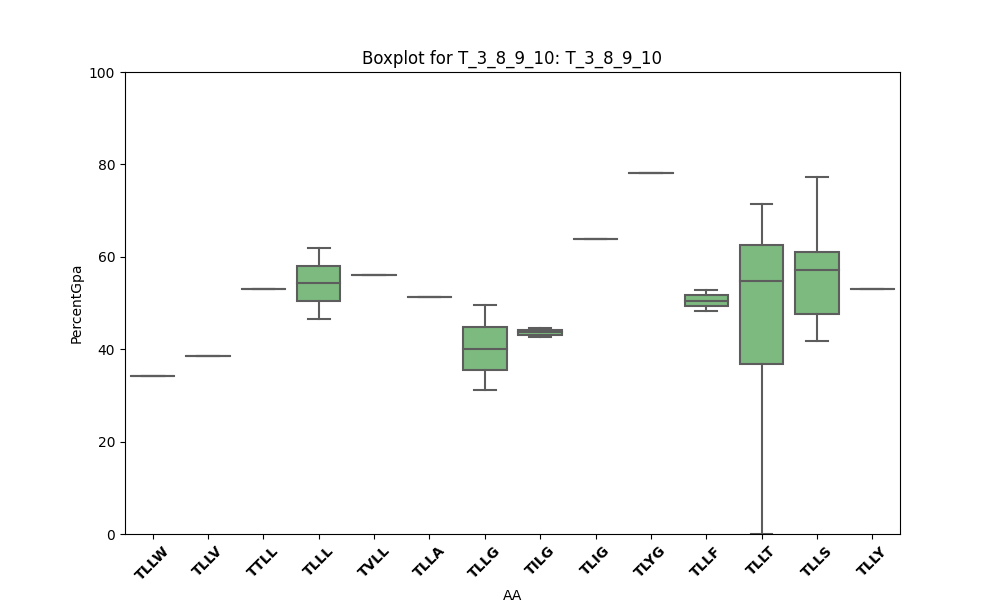 Boxplot for T_3_8_9_10: T_3_8_9_10
PercentGpa
100
80
60
40
20
0
TLLW TLLV TTLL TLLL TVLL TLLA TLLG TILG TLIG TLYG TLLF TLLT TLLS TLLY
AA